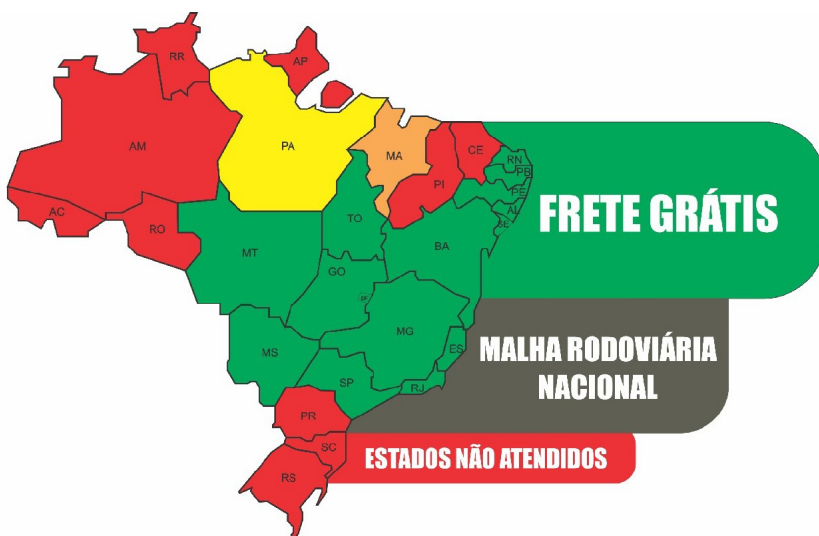 RR
AP
AM
PA
MA
CE
RN
PB
PI
PE
AL
SE
AC
RO
TO
BA
MT
GO
MG
MS
ES
SP
RJ
PR
SC
RS
FRETE GRÁTIS
MALHA RODOVIÁRIA
NACIONAL
ESTADOS NÃO ATENDIDOS